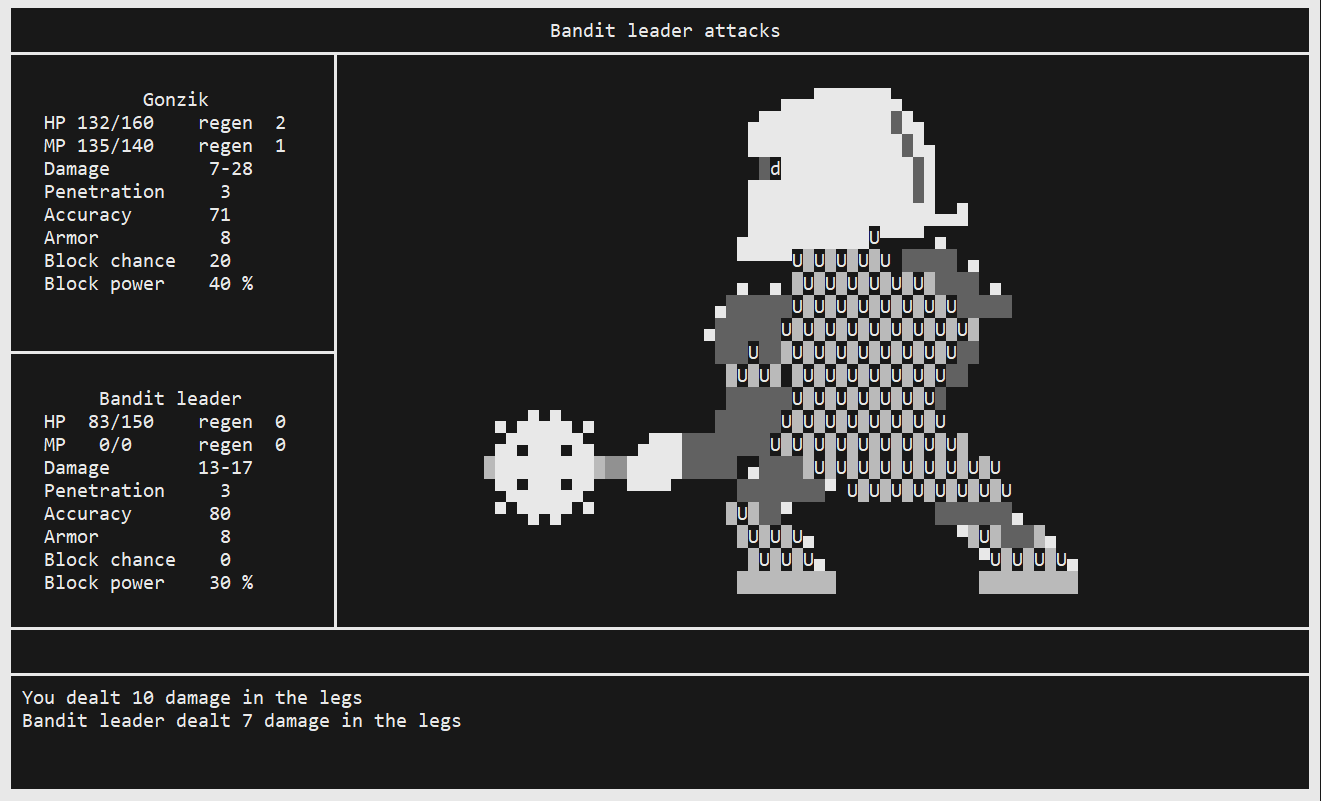 Bandit leader attacks
Gonzik
HP 132/160 regen 2
MP 135/140 regen 1
Damage 7-28
Penetration 3
Accuracy 71
Armor 8
Block chance 20
Block power 40 %
Bandit leader
HP 83/150 regen 0
MP 0/0 regen 0
Damage 13-17
Penetration 3
Accuracy 80
Armor 8
Block chance 0
Block power 30 %
You dealt 10 damage in the legs
Bandit leader dealt 7 damage in the legs